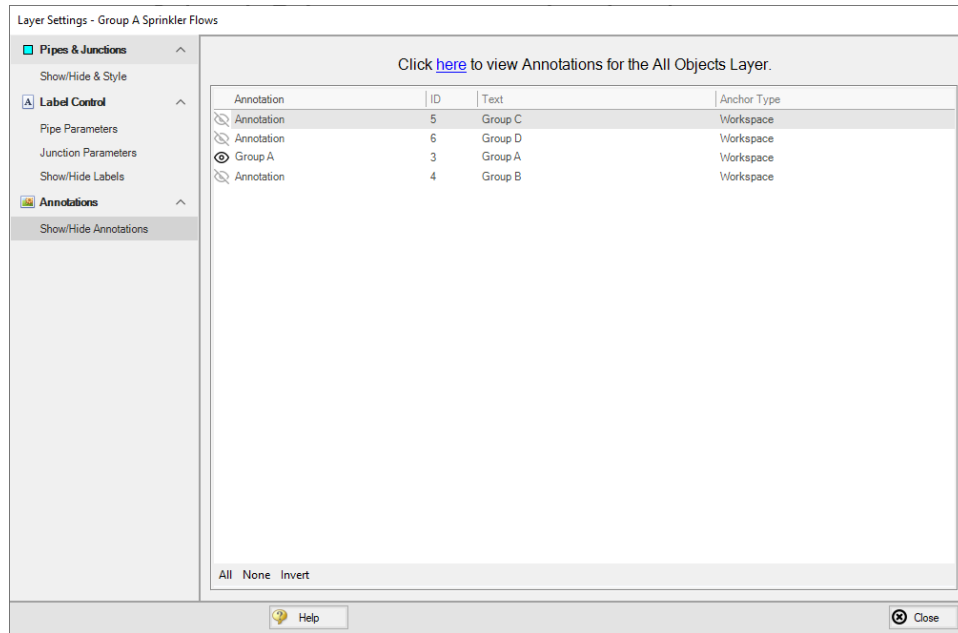 Layer Settings - Group A Sprinkler Flows
Pipes & Junctions
Show/Hide & Style
A Label Control
Pipe Parameters
Junction Parameters
Show/Hide Labels
Annotations
Show/Hide Annotations
Click here to view Annotations for the All Objects Layer.
Annotation ID Text Anchor Type
Annotation 5 Group C Workspace
Annotation 6 Group D Workspace
Group A 3 Group A Workspace
Annotation 4 Group B Workspace
All None Invert
? Help
Close